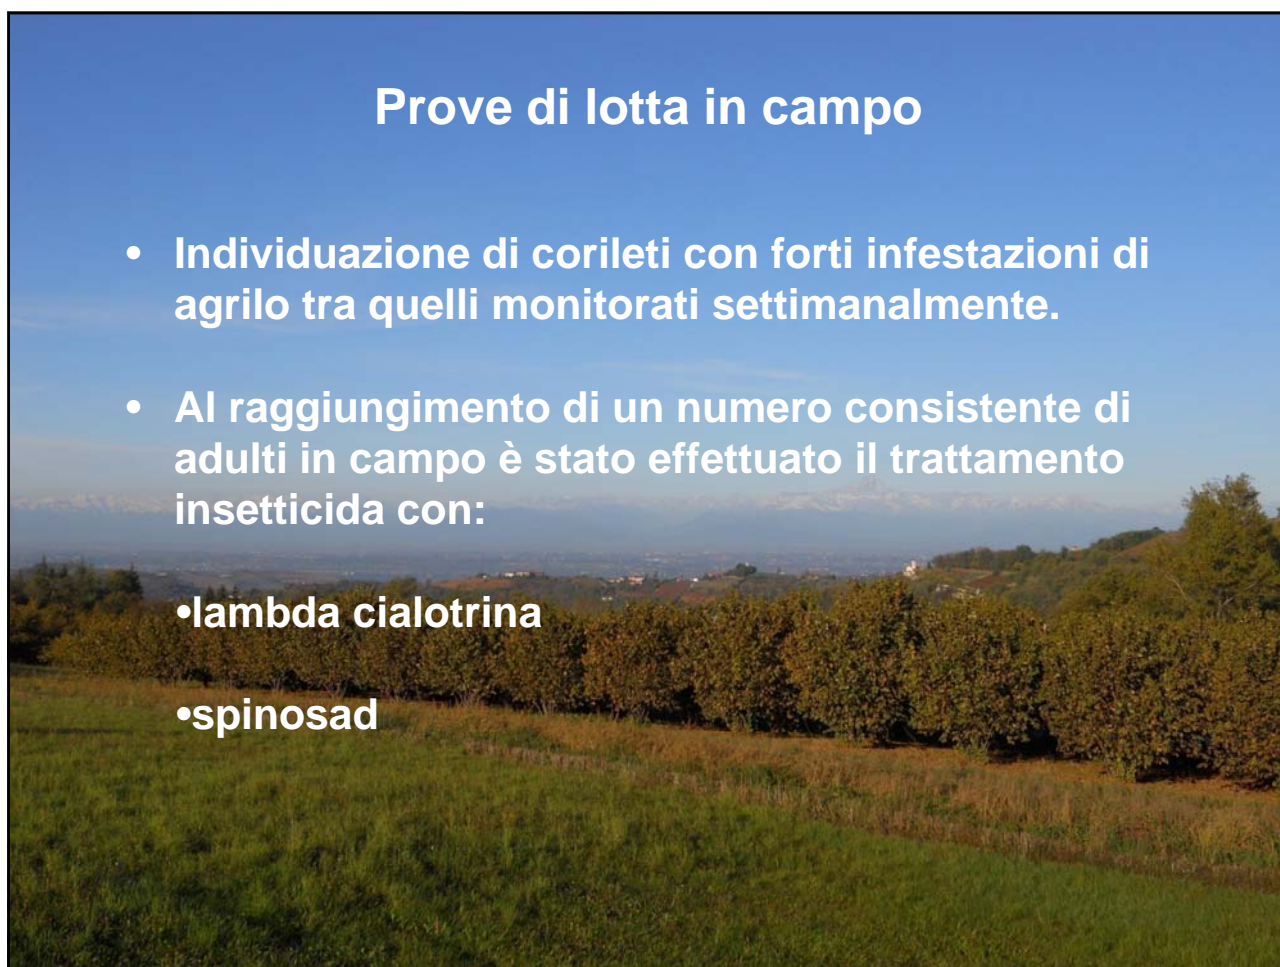 Prove di lotta in campo
• Individuazione di corileti con forti infestazioni di
agrilo tra quelli monitorati settimanalmente.
• Al raggiungimento di un numero consistente di
adulti in campo è stato effettuato il trattamento
insetticida con:
•lambda cialotrina
•spinosad